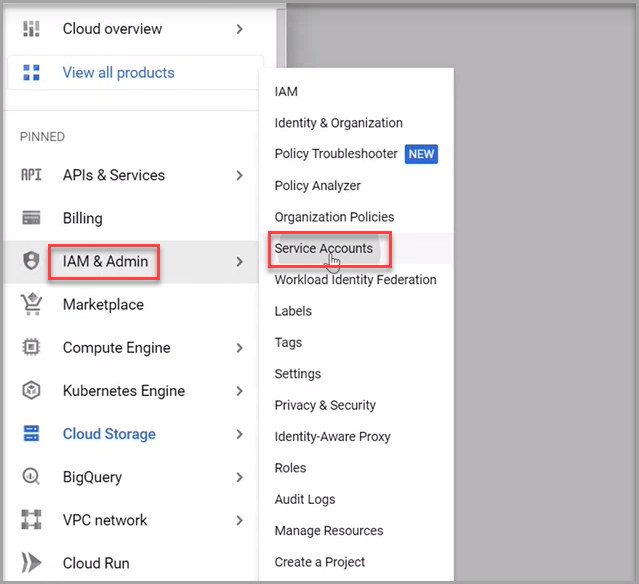 Cloud overview
View all products
PINNED
API APIs & Services
Billing
IAM & Admin
Marketplace
Compute Engine
Kubernetes Engine
Cloud Storage
BigQuery
VPC network
Cloud Run
IAM
Identity & Organization
Policy Troubleshooter NEW
Policy Analyzer
Organization Policies
Service Accounts
Workload Identity Federation
Labels
Tags
Settings
Privacy & Security
Identity-Aware Proxy
Roles
Audit Logs
Manage Resources
Create a Project